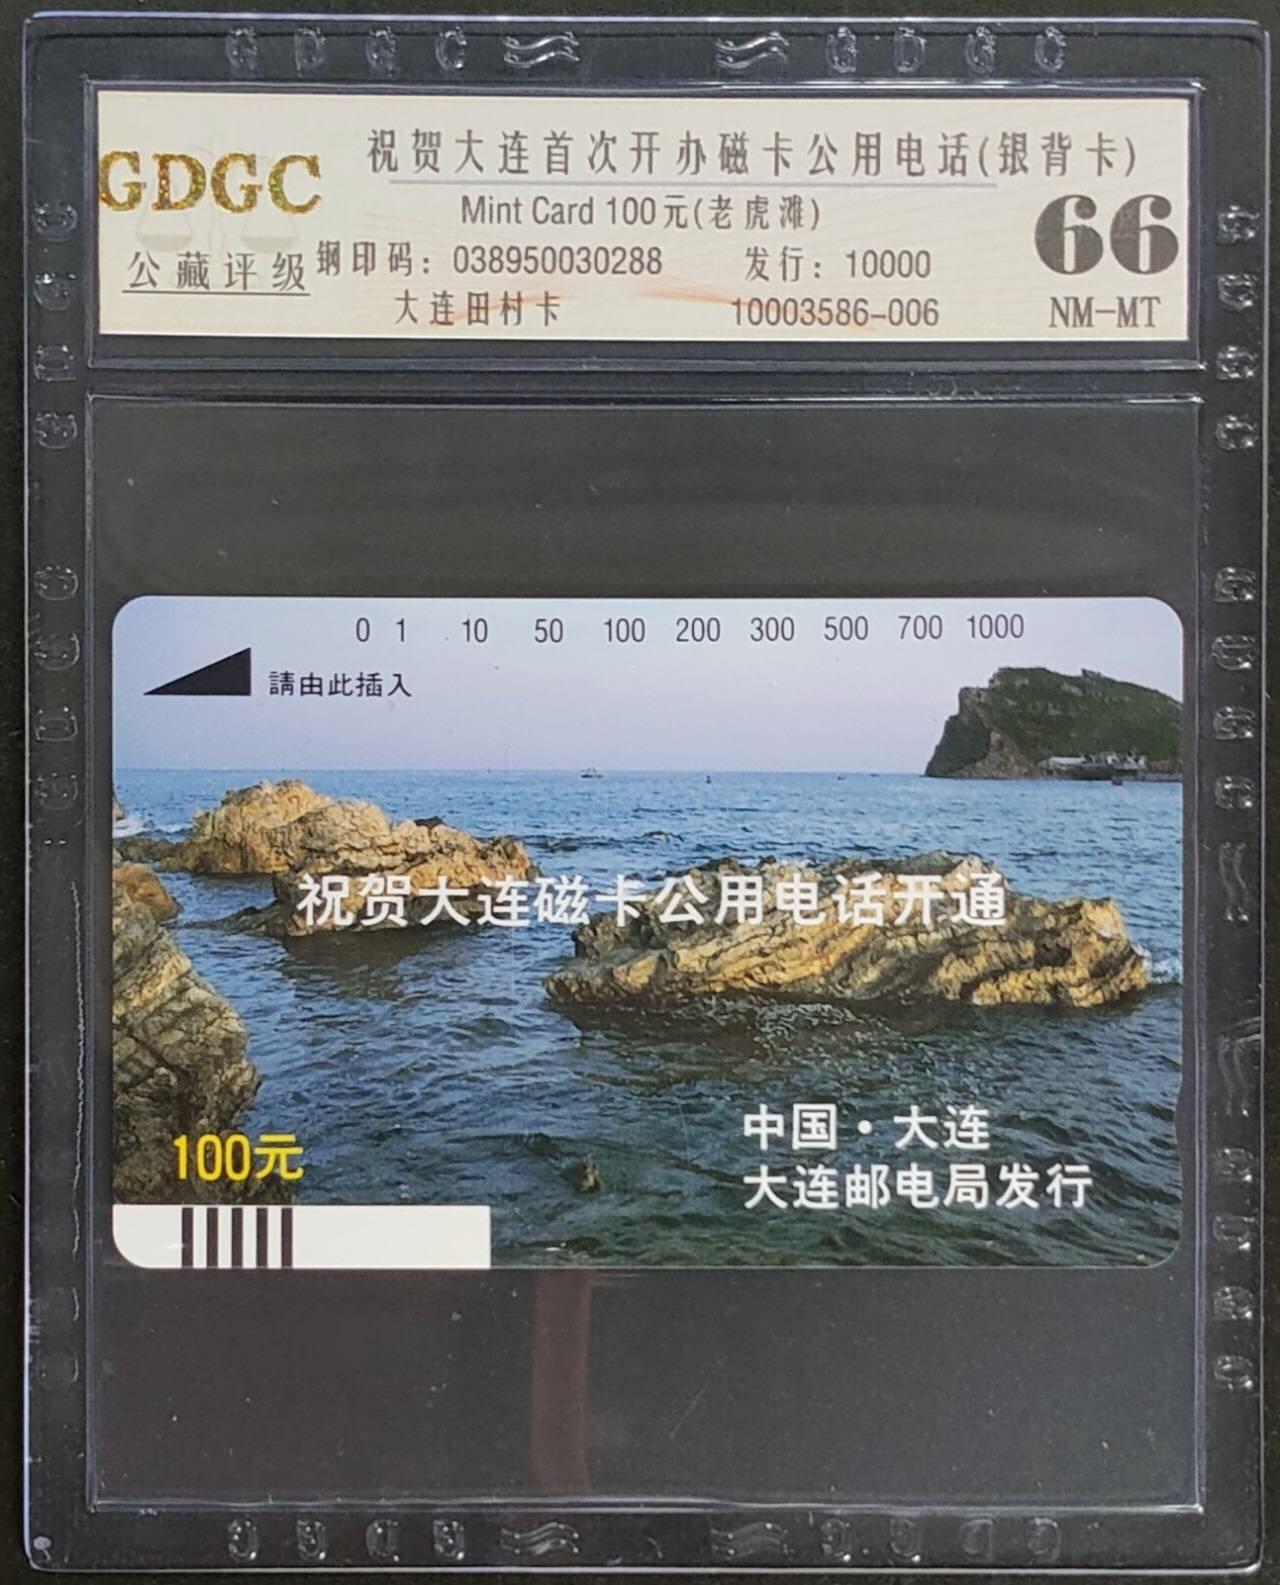 G D G C G D G C
祝贺大连首次开办磁卡公用电话(银背卡)
GDGC
Mint Card 100元(老虎滩)
66
公藏评级
钢印码：038950030288 发行：10000
大连田村卡 10003586-006
NM-MT
0 1 10 50 100 200 300 500 700 1000
請由此插入
祝贺大连磁卡公用电话开通
中国·大连
100元
大连邮电局发行